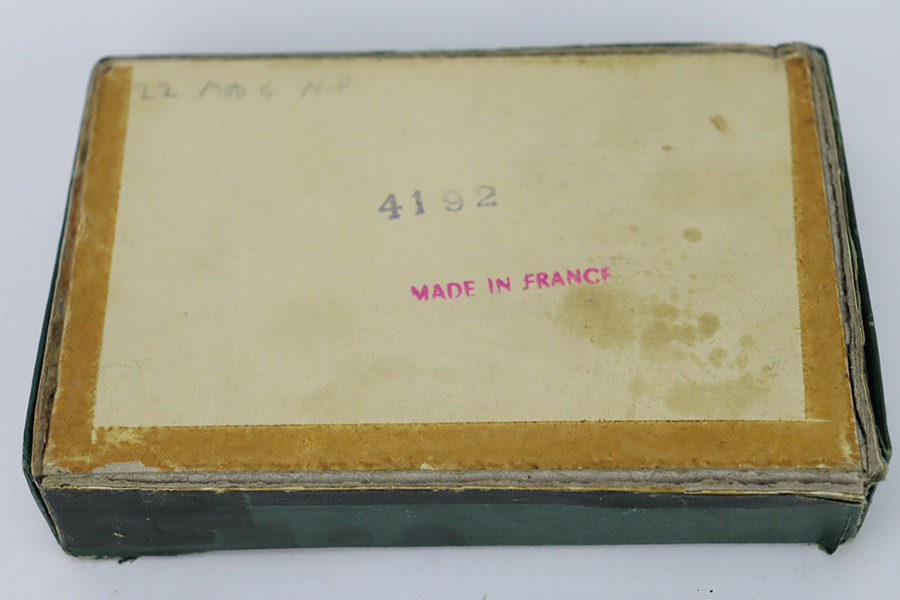 22 MOD 6 N.P
4192
MADE IN FRANCE